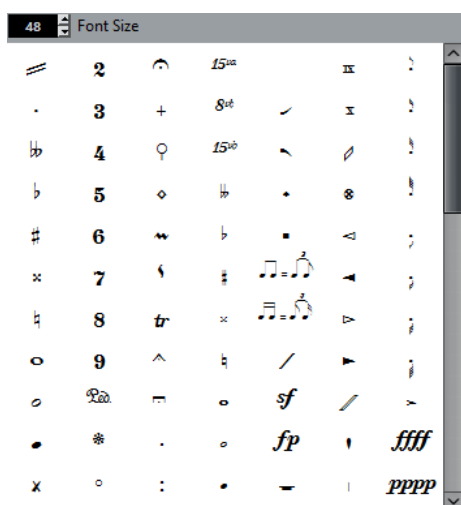 48 Font Size
2 15ma IX
3 + 8vb X
4 15vb
5
6
7
8 tr
9
Ped. sf
fp ffff
x : pppp